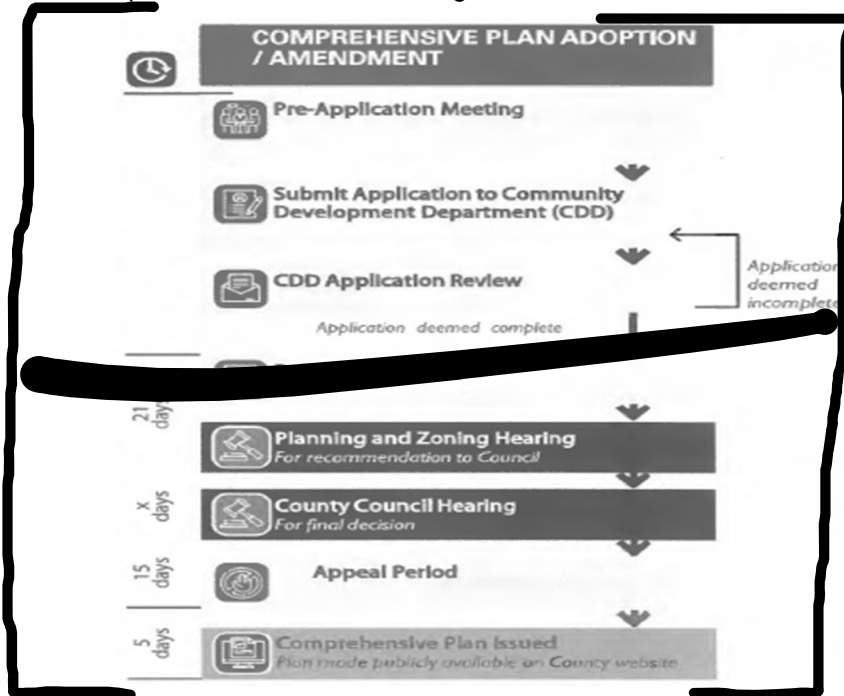 COMPREHENSIVE PLAN ADOPTION
/ AMENDMENT
Pre-Application Meeting
Submit Application to Community
Development Department (CDD)
CDD Application Review
Application
deemed
incomplete
Application deemed complete
21
days
Planning and Zoning Hearing
For recommendation to Council
x
days
County Council Hearing
For final decision
15
days
Appeal Period
5
days
Comprehensive Plan Issued
Plan made publicly available on County website